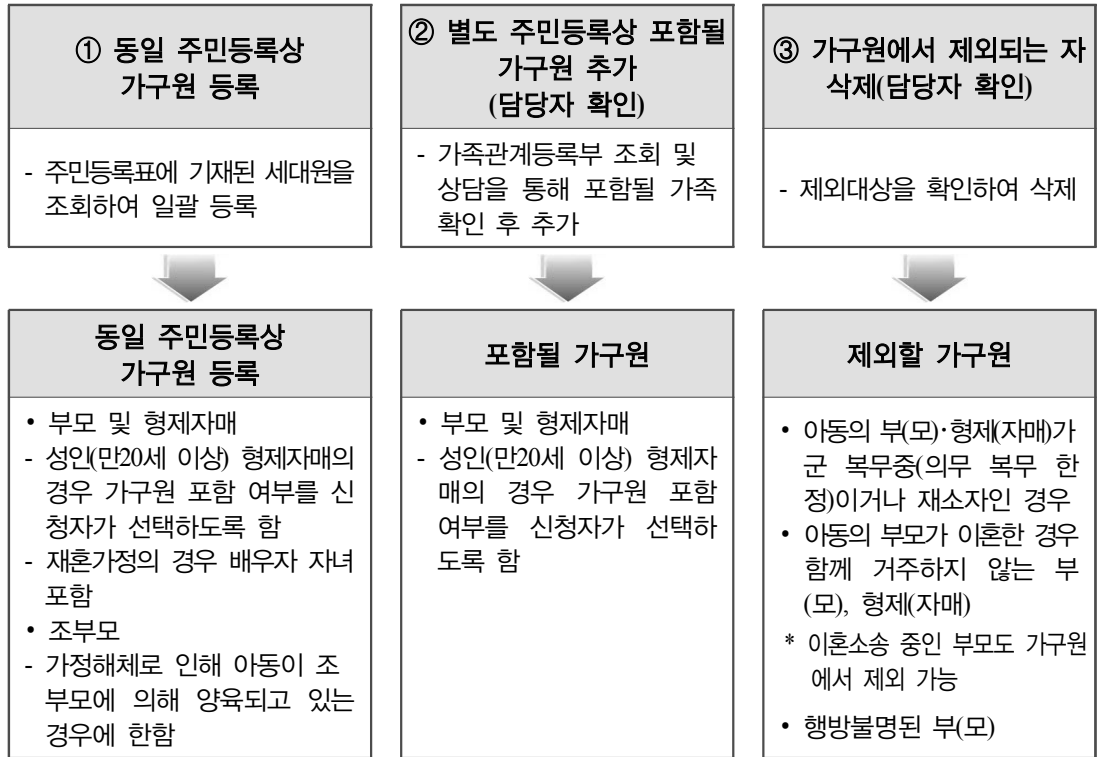 ① 동일 주민등록상
가구원 등록
- 주민등록표에 기재된 세대원을
조회하여 일괄 등록
② 별도 주민등록상 포함될
가구원 추가
(담당자 확인)
- 가족관계등록부 조회 및
상담을 통해 포함될 가족
확인 후 추가
③ 가구원에서 제외되는 자
삭제(담당자 확인)
- 제외대상을 확인하여 삭제
동일 주민등록상
가구원 등록
• 부모 및 형제자매
- 성인(만20세 이상) 형제자매의
경우 가구원 포함 여부를 신
청자가 선택하도록 함
- 재혼가정의 경우 배우자 자녀
포함
• 조부모
- 가정해체로 인해 아동이 조
부모에 의해 양육되고 있는
경우에 한함
포함될 가구원
• 부모 및 형제자매
- 성인(만20세 이상) 형제자
매의 경우 가구원 포함
여부를 신청자가 선택하
도록 함
제외할 가구원
• 아동의 부(모)·형제(자매)가
군 복무중(의무 복무 한
정)이거나 재소자인 경우
• 아동의 부모가 이혼한 경우
함께 거주하지 않는 부
(모), 형제(자매)
* 이혼소송 중인 부모도 가구원
에서 제외 가능
• 행방불명된 부(모)